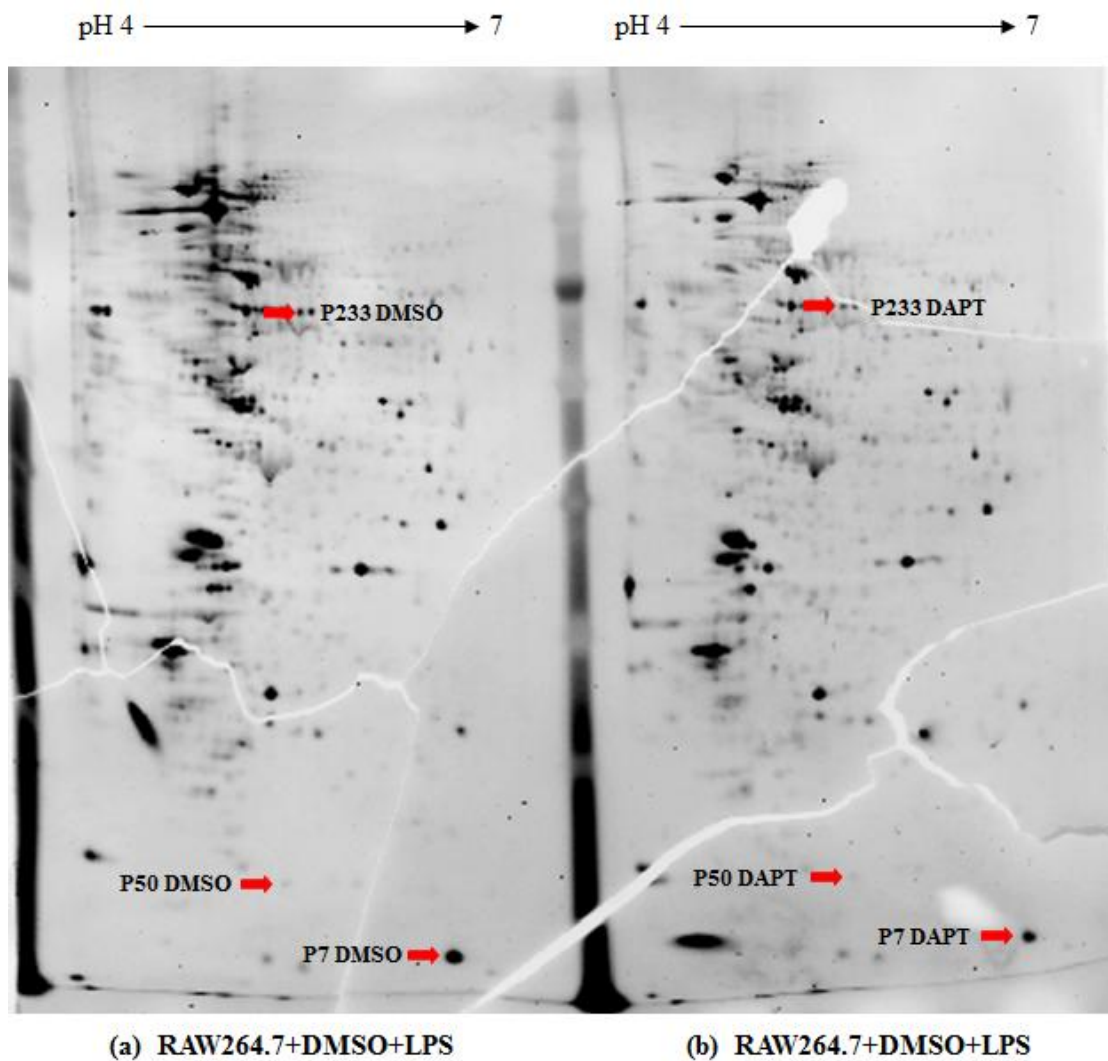 pH 4 7 pH 4 7
P233 DMSO P233 DAPT
P50 DMSO P50 DAPT
P7 DMSO P7 DAPT
(a) RAW264.7+DMSO+LPS (b) RAW264.7+DMSO+LPS